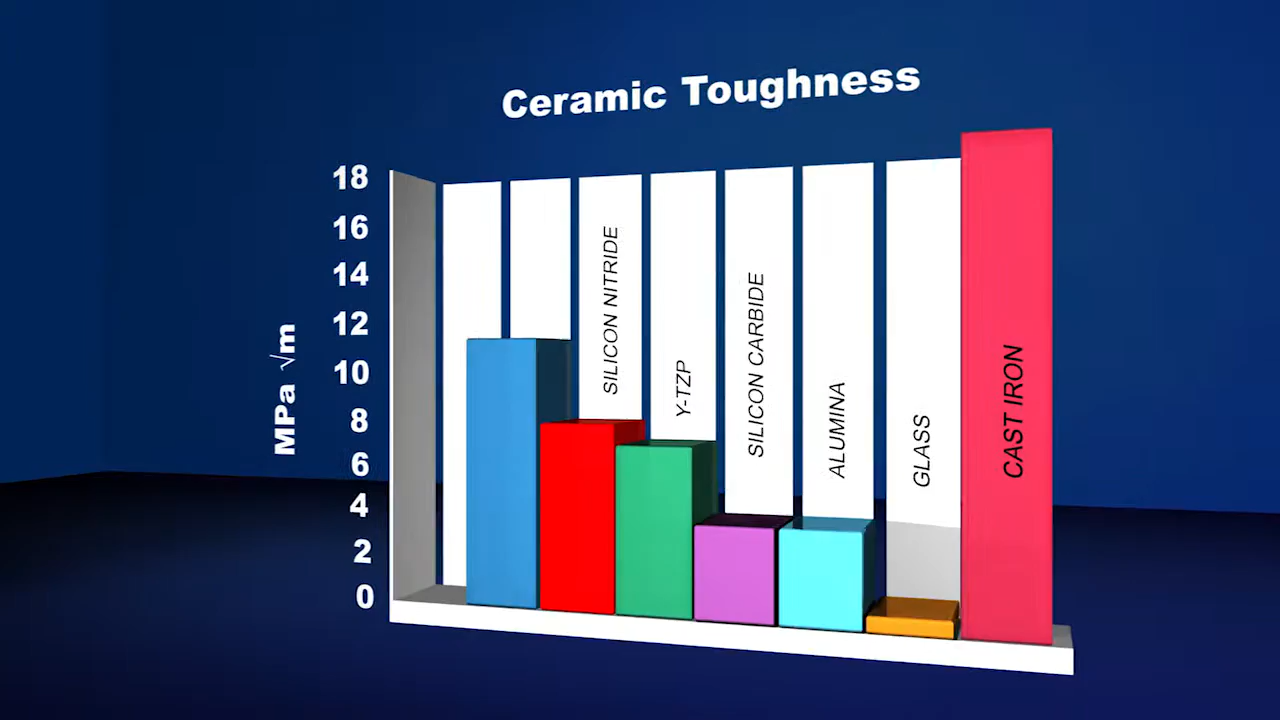 Ceramic Toughness
18
16
14
12
10
8
6
4
2
0
MPa √m
SILICON NITRIDE
Y-TZP
SILICON CARBIDE
ALUMINA
GLASS
CAST IRON